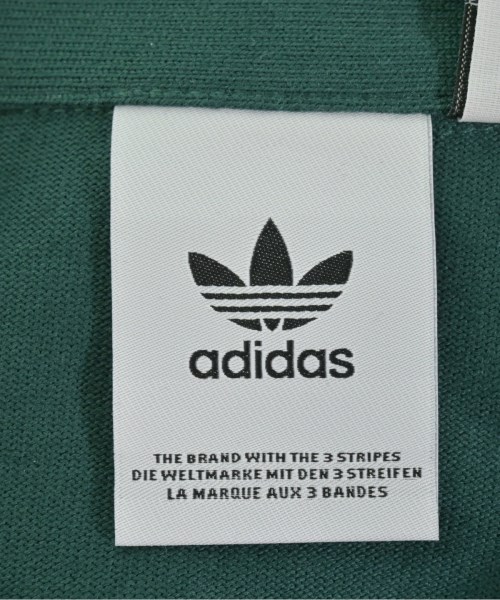 adidas
THE BRAND WITH THE 3 STRIPES
DIE WELTMARKE MIT DEN 3 STREIFEN
LA MARQUE AUX 3 BANDES